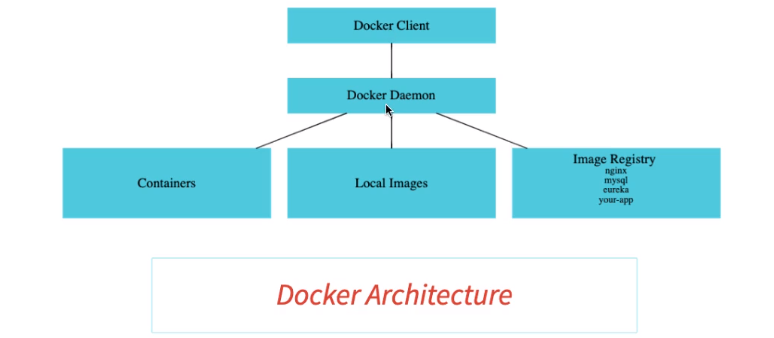 Docker Client
Docker Daemon
Containers
Local Images
Image Registry
nginx
mysql
eureka
your-app
Docker Architecture